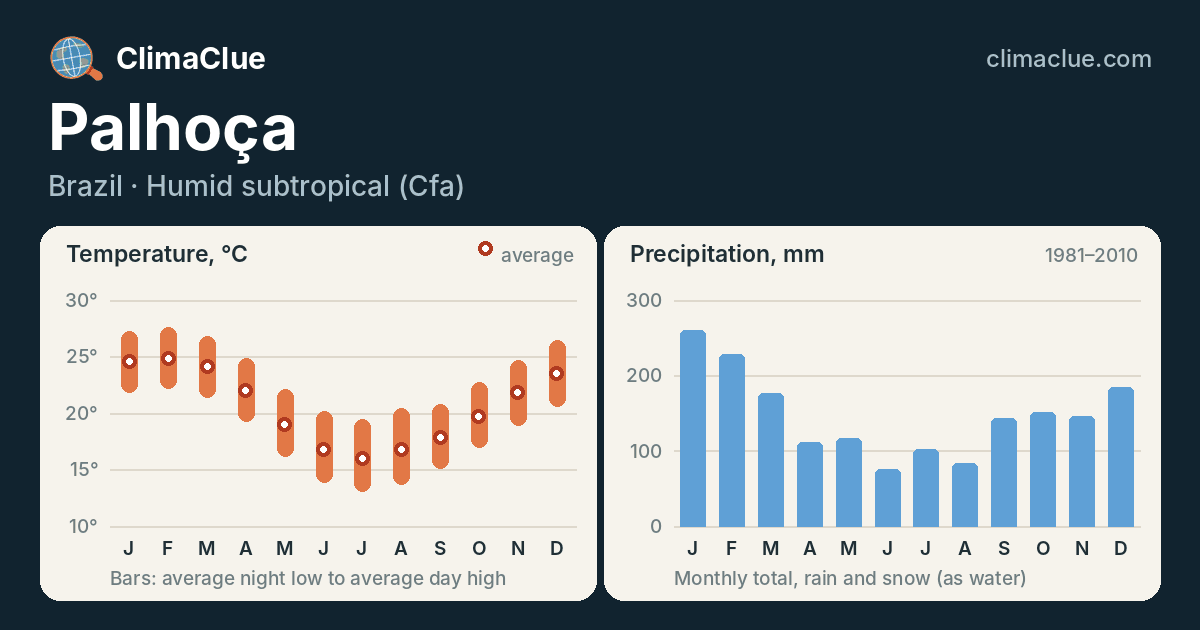 ClimaClue
climaclue.com
Palhoça
Brazil · Humid subtropical (Cfa)
Temperature, °C
average
30°
25°
20°
15°
10°
J F M A M J J A S O N D
Bars: average night low to average day high
Precipitation, mm
1981–2010
300
200
100
0
J F M A M J J A S O N D
Monthly total, rain and snow (as water)